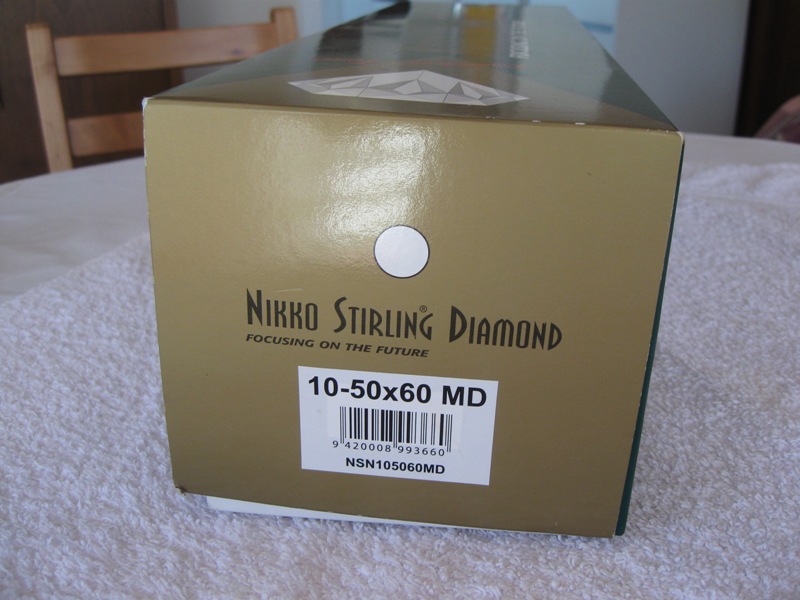 NIKKO STIRLING® DIAMOND
FOCUSING ON THE FUTURE
10-50x60 MD
9 420008 993660
NSN105060MD